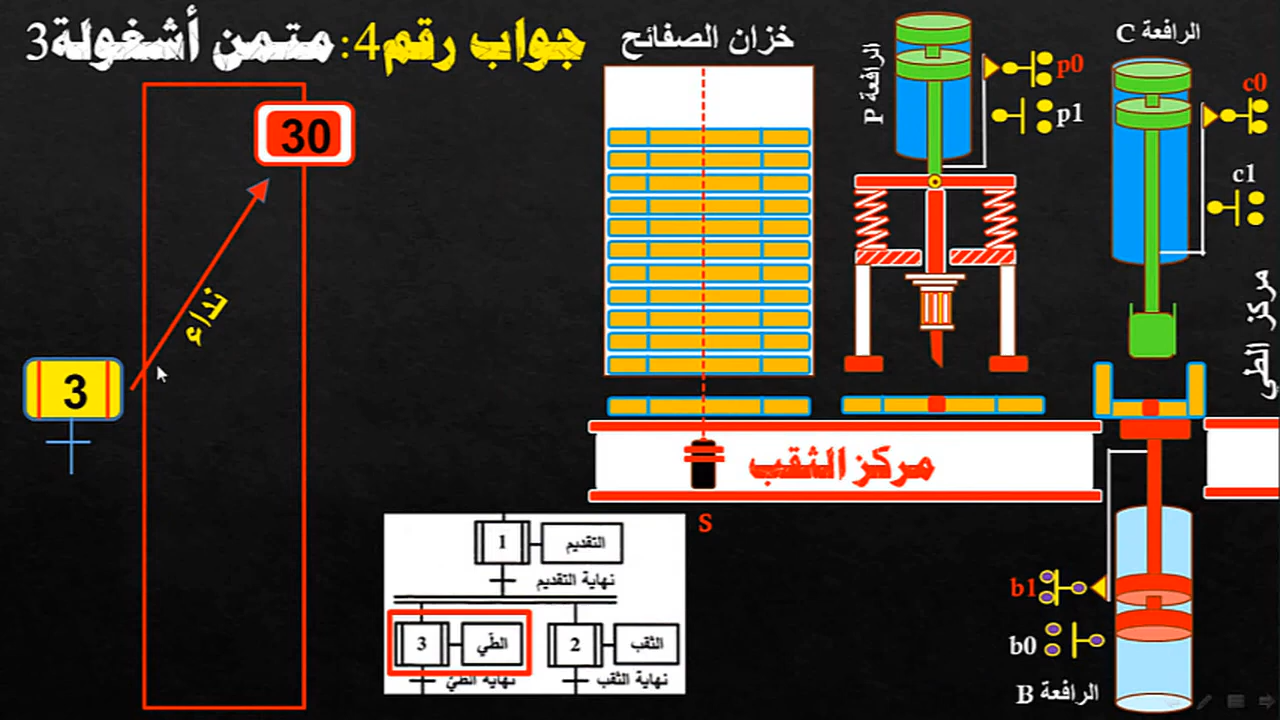 جواب رقم4: متمن أشغولة3
خزان الصفائح
الرافعة C
الرافعة P
p0
p1
c0
c1
30
نداء
3
مركز الطي
مركز الثقب
S
1
التقديم
نهاية التقديم
3
الطّي
2
الثقب
نهاية الطيّ
نهاية الثقب
b1
b0
الرافعة B